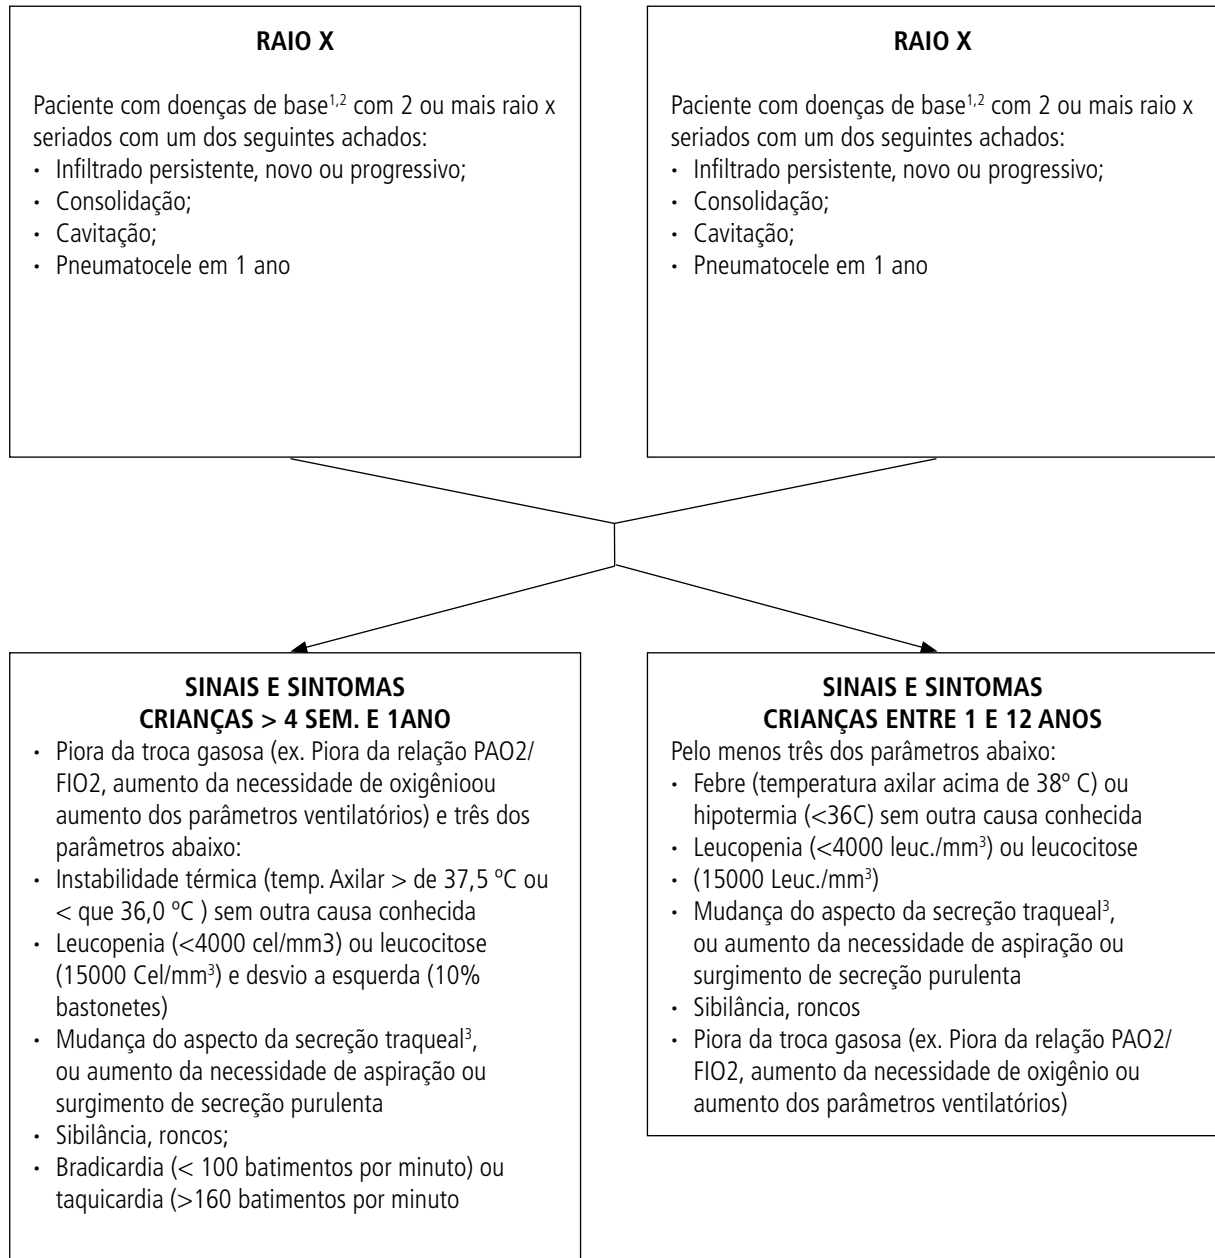 RAIO X
Paciente com doenças de base1,2 com 2 ou mais raio x
seriados com um dos seguintes achados:
· Infiltrado persistente, novo ou progressivo;
· Consolidação;
· Cavitação;
· Pneumatocele em 1 ano
RAIO X
Paciente com doenças de base1,2 com 2 ou mais raio x
seriados com um dos seguintes achados:
· Infiltrado persistente, novo ou progressivo;
· Consolidação;
· Cavitação;
· Pneumatocele em 1 ano
SINAIS E SINTOMAS
CRIANÇAS > 4 SEM. E 1ANO
· Piora da troca gasosa (ex. Piora da relação PAO2/
FIO2, aumento da necessidade de oxigênioou
aumento dos parâmetros ventilatórios) e três dos
parâmetros abaixo:
· Instabilidade térmica (temp. Axilar > de 37,5 ºC ou
< que 36,0 ºC ) sem outra causa conhecida
· Leucopenia (<4000 cel/mm3) ou leucocitose
(15000 Cel/mm³) e desvio a esquerda (10%
bastonetes)
· Mudança do aspecto da secreção traqueal³,
ou aumento da necessidade de aspiração ou
surgimento de secreção purulenta
· Sibilância, roncos;
· Bradicardia (< 100 batimentos por minuto) ou
taquicardia (>160 batimentos por minuto
SINAIS E SINTOMAS
CRIANÇAS ENTRE 1 E 12 ANOS
Pelo menos três dos parâmetros abaixo:
· Febre (temperatura axilar acima de 38º C) ou
hipotermia (<36C) sem outra causa conhecida
· Leucopenia (<4000 leuc./mm³) ou leucocitose
· (15000 Leuc./mm³)
· Mudança do aspecto da secreção traqueal³,
ou aumento da necessidade de aspiração ou
surgimento de secreção purulenta
· Sibilância, roncos
· Piora da troca gasosa (ex. Piora da relação PAO2/
FIO2, aumento da necessidade de oxigênio ou
aumento dos parâmetros ventilatórios)